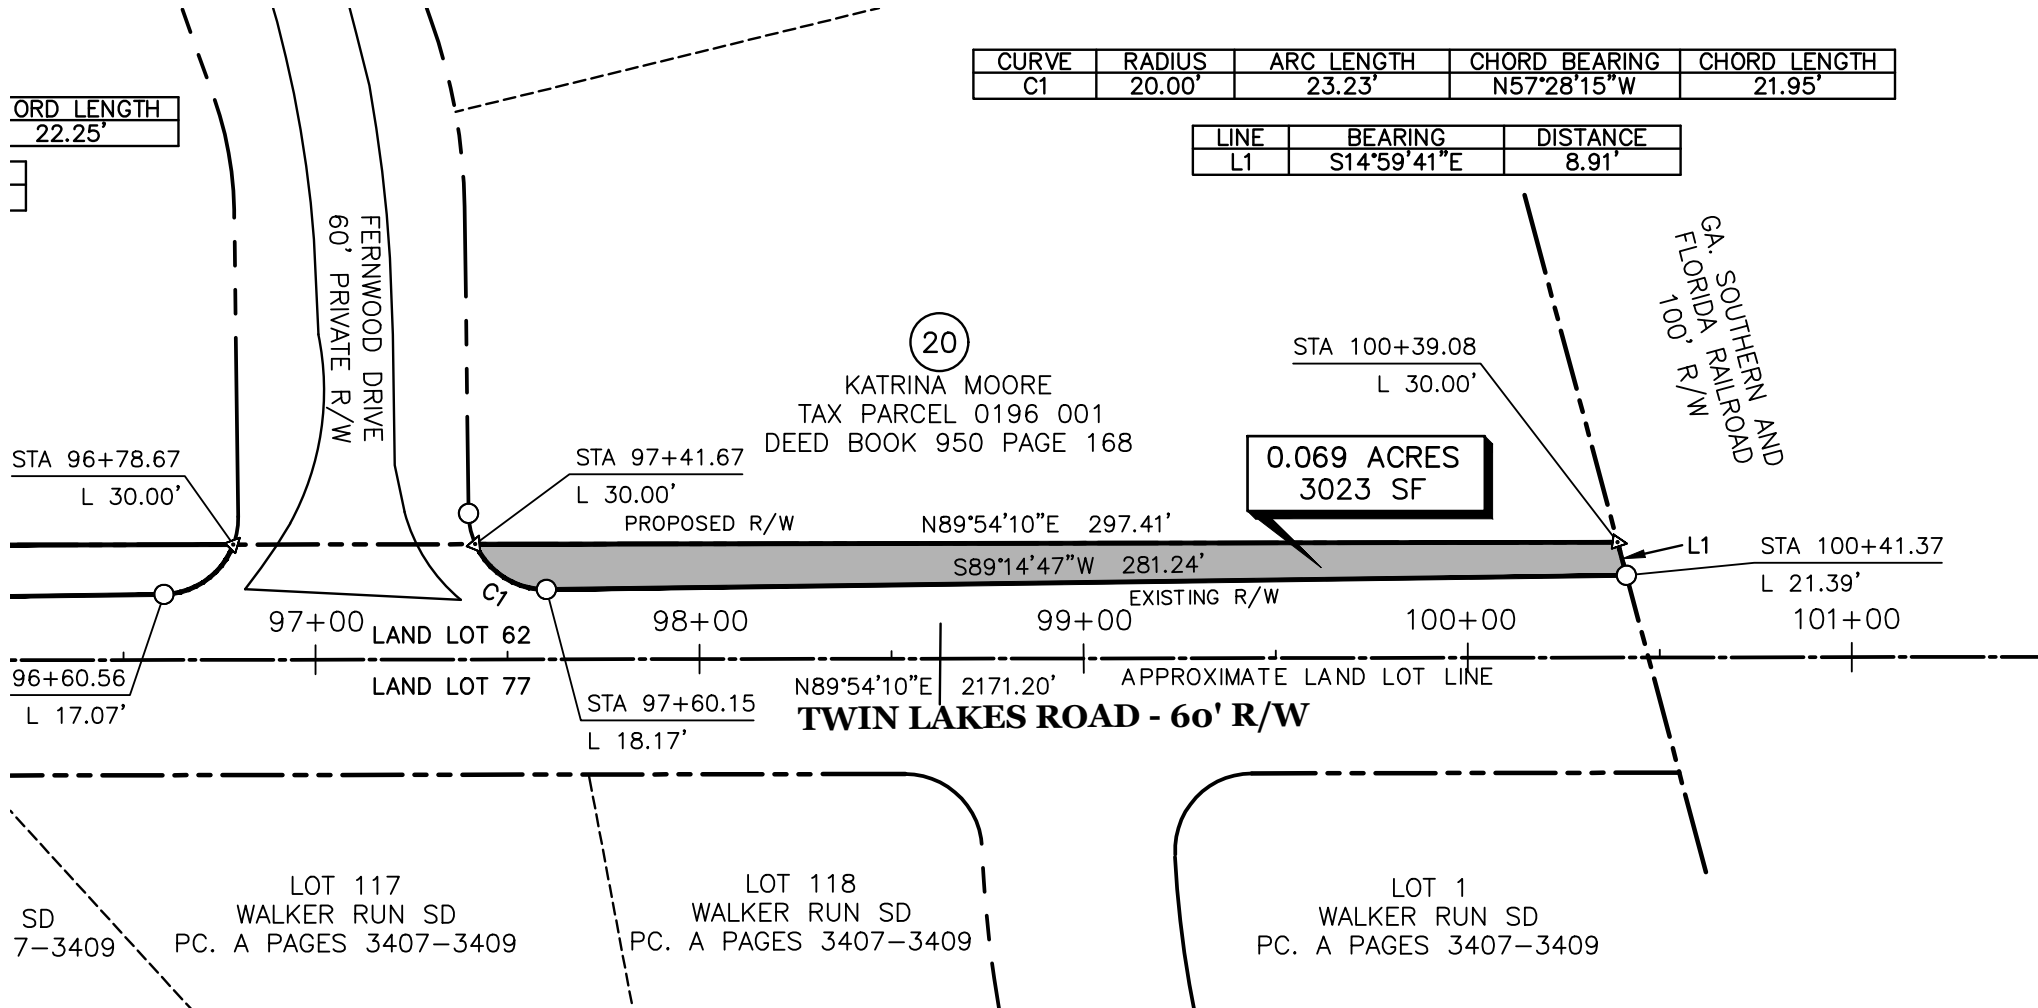 CURVE RADIUS ARC LENGTH CHORD BEARING CHORD LENGTH
C1 20.00' 23.23' N57°28'15"W 21.95'
ORD LENGTH
22.25'
LINE BEARING DISTANCE
L1 S14°59'41"E 8.91'
FERNWOOD DRIVE
60' PRIVATE R/W
GA. SOUTHERN AND
FLORIDA RAILROAD
100' R/W
20
KATRINA MOORE
TAX PARCEL 0196 001
DEED BOOK 950 PAGE 168
STA 100+39.08
L 30.00'
STA 96+78.67
L 30.00'
STA 97+41.67
L 30.00'
0.069 ACRES
3023 SF
PROPOSED R/W
N89°54'10"E 297.41'
S89°14'47"W 281.24'
L1
STA 100+41.37
L 21.39'
C1
EXISTING R/W
97+00
98+00
99+00
100+00
101+00
LAND LOT 62
LAND LOT 77
96+60.56
L 17.07'
STA 97+60.15
L 18.17'
N89°54'10"E 2171.20'
APPROXIMATE LAND LOT LINE
TWIN LAKES ROAD - 60' R/W
SD
7-3409
LOT 117
WALKER RUN SD
PC. A PAGES 3407-3409
LOT 118
WALKER RUN SD
PC. A PAGES 3407-3409
LOT 1
WALKER RUN SD
PC. A PAGES 3407-3409